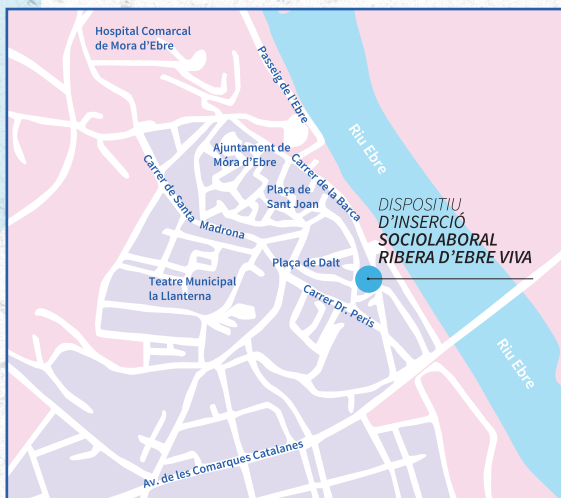 Hospital Comarcal
de Mora d'Ebre
Passeig de l'Ebre
Riu Ebre
Ajuntament de
Móra d'Ebre
Carrer de la Barca
Carrer de Santa Madrona
Plaça de
Sant Joan
DISPOSITIU
D'INSERCIÓ
SOCIOLABORAL
RIBERA D'EBRE VIVA
Plaça de Dalt
Teatre Municipal
la Llanterna
Carrer Dr. Peris
Riu Ebre
Av. de les Comarques Catalanes